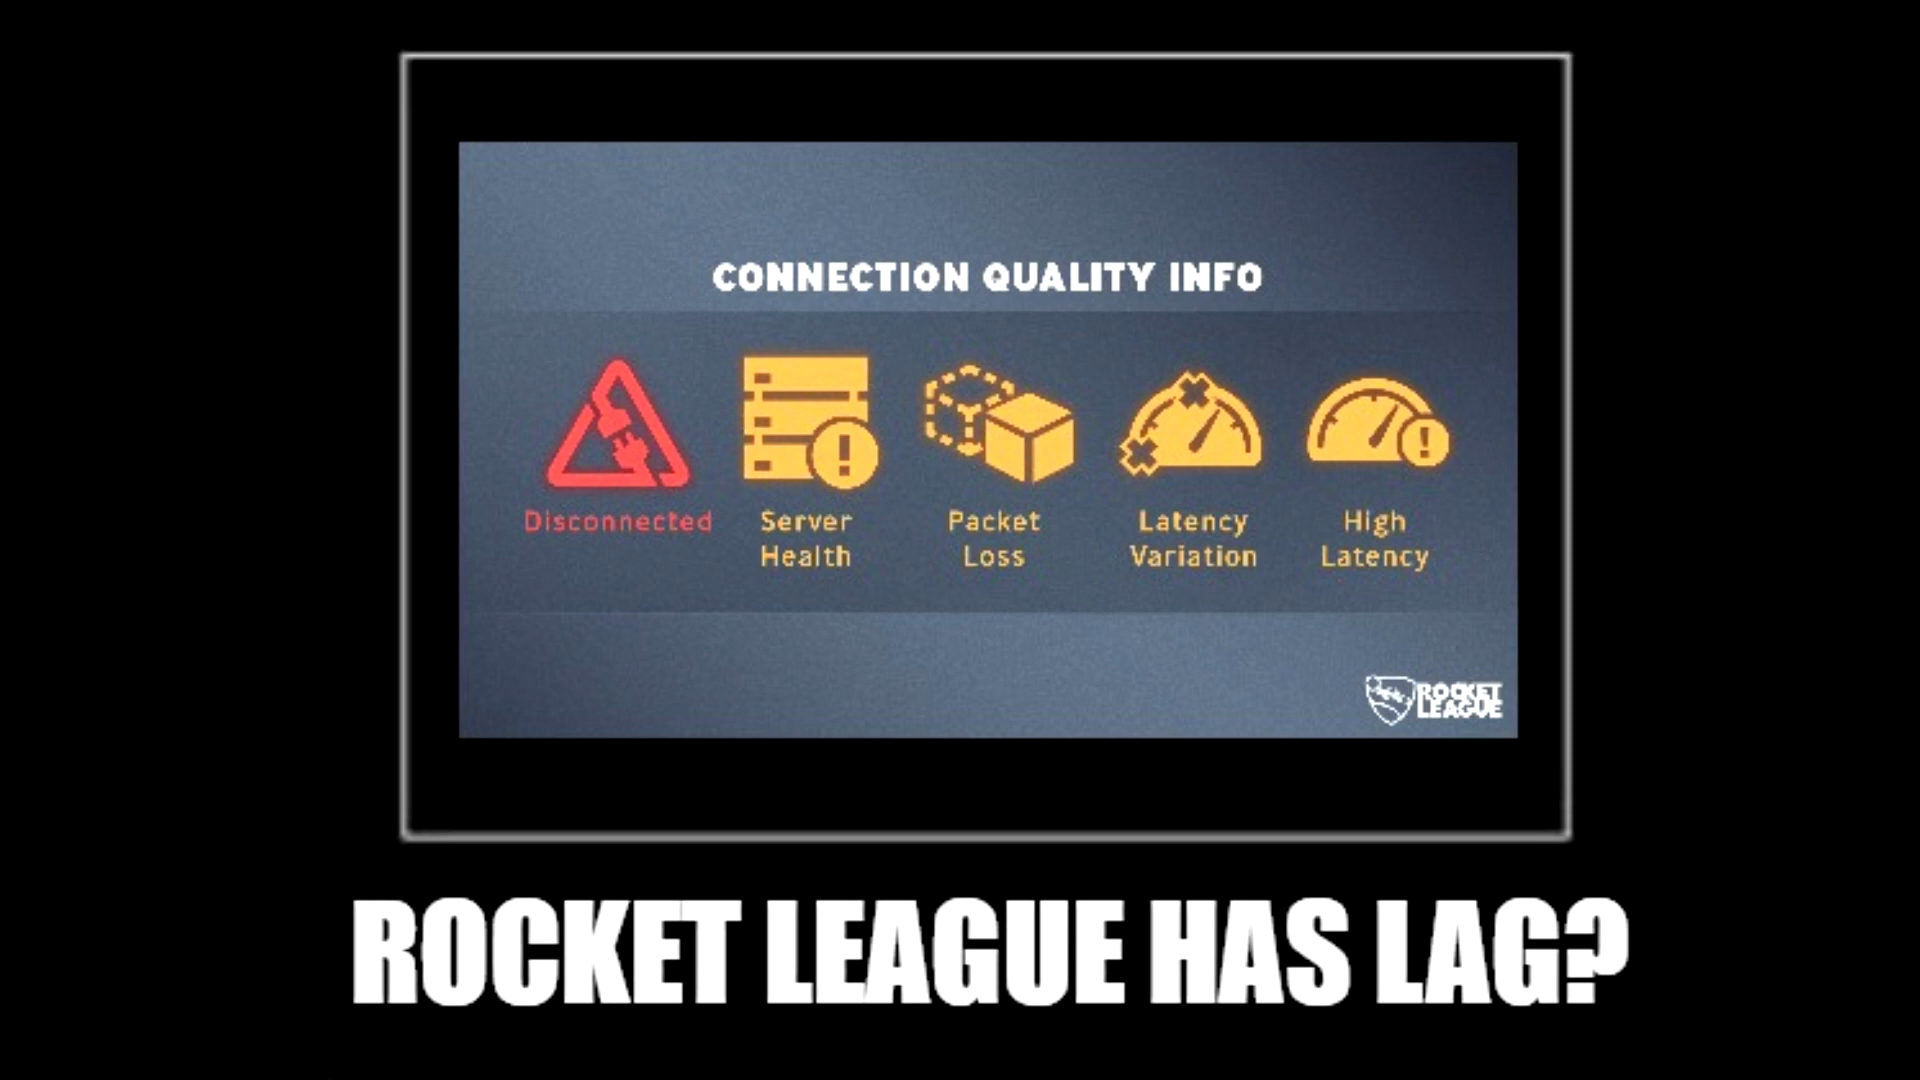 CONNECTION QUALITY INFO
Disconnected
Server
Health
Packet
Loss
Latency
Variation
High
Latency
ROCKET
LEAGUE
ROCKET LEAGUE HAS LAG?